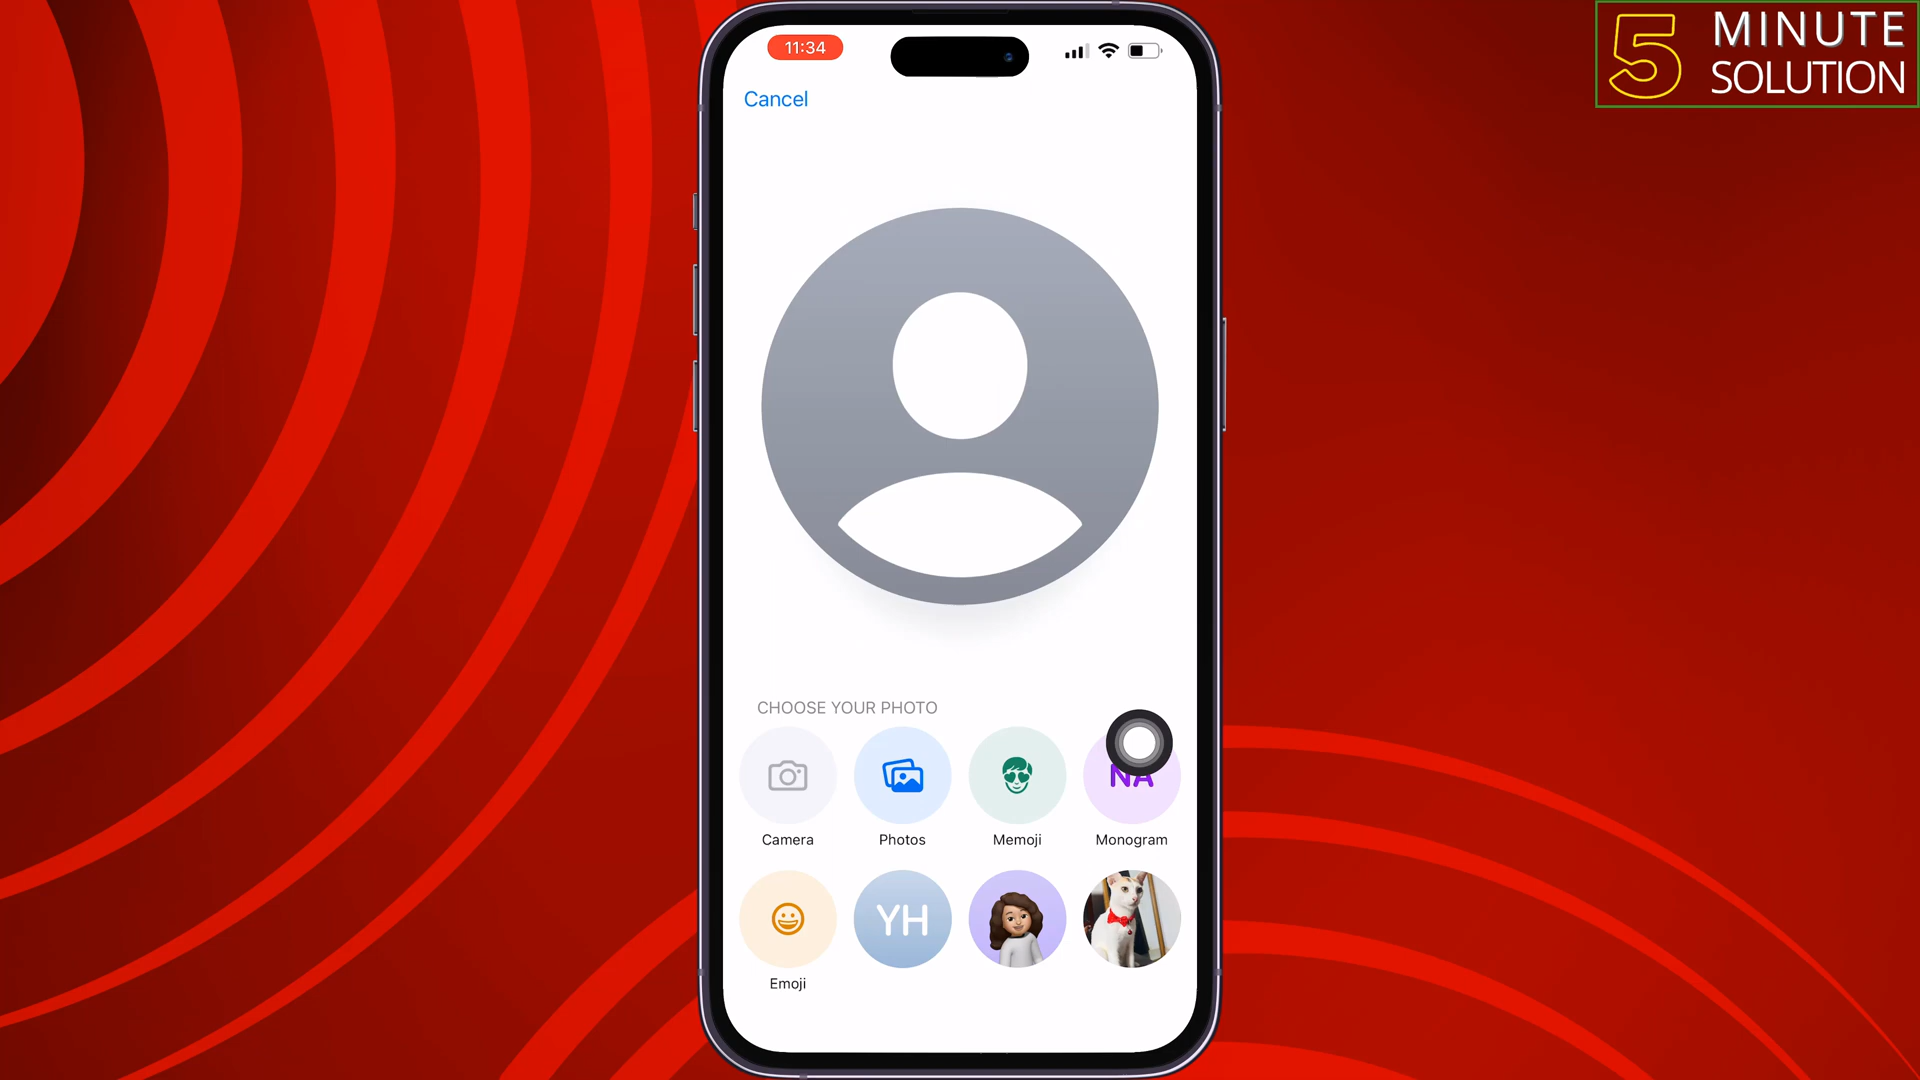 5 MINUTE
SOLUTION
11:34
Cancel
CHOOSE YOUR PHOTO
NA
Camera
Photos
Memoji
Monogram
YH
Emoji